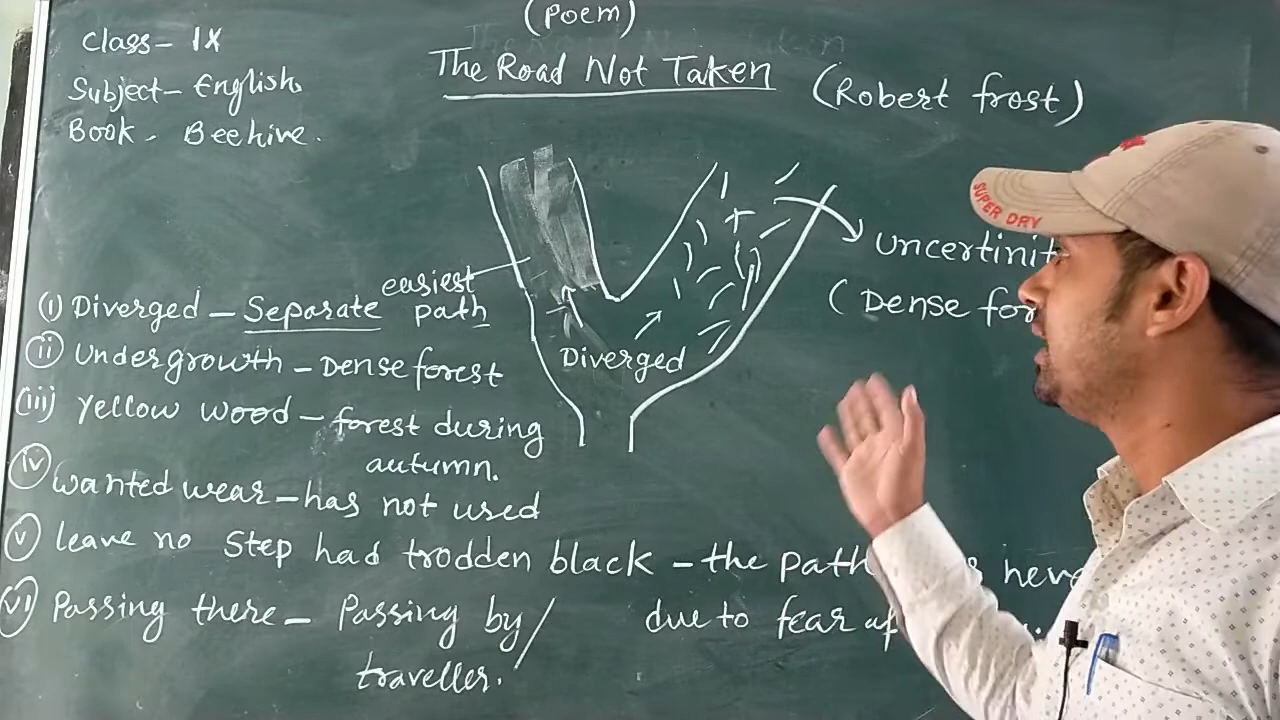 (Poem)
Class - IX
The Road Not Taken (Robert frost)
Subject - English
Book - Beehive.
SUPER DRY
uncertinit
(Dense for
easiest
(i) Diverged - Separate path
(ii) Undergrowth - Dense forest
Diverged
(iii) Yellow wood - forest during
autumn.
(iv) wanted wear - has not used
(v) leave no step had trodden black - the path
(vi) Passing there - Passing by/
due to fear
traveller.